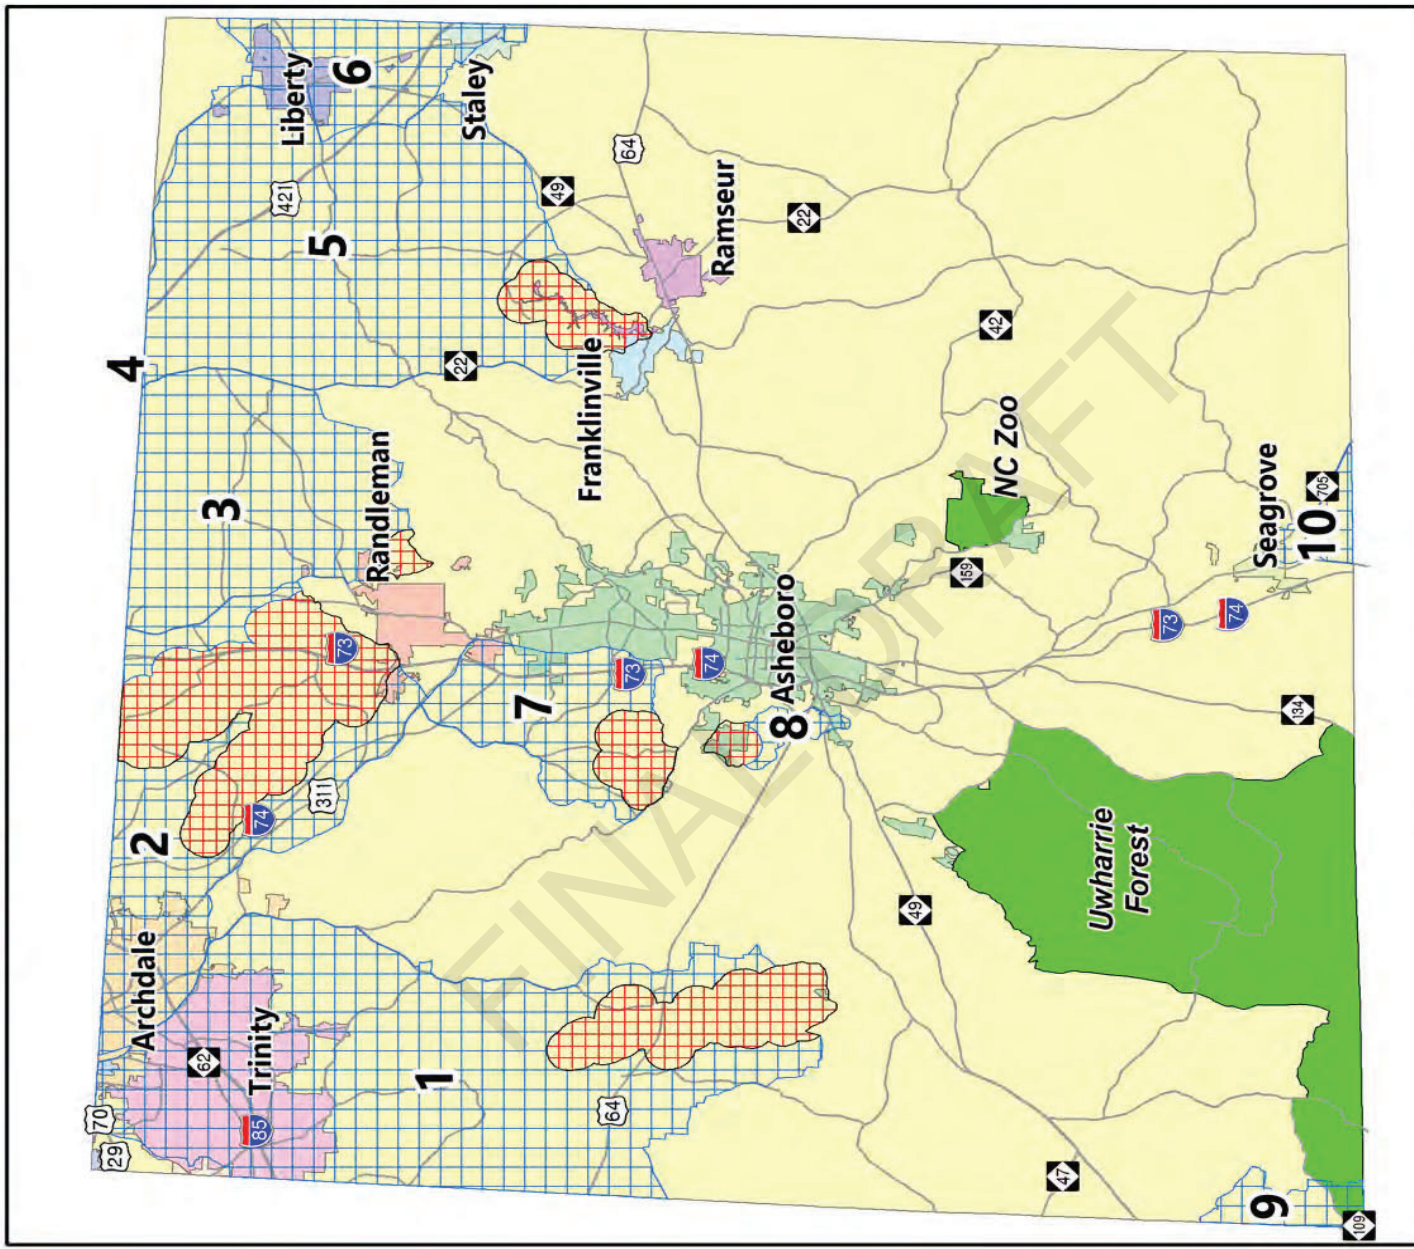 Liberty
6
Staley
421
5
4
64
49
Ramseur
22
22
3
Franklinville
Randleman
42
NC Zoo
Seagrove
705
10
159
73
7
73
74
Asheboro
8
73
74
134
2
74
311
Archdale
62
Trinity
85
70
29
1
64
49
Uwharrie
Forest
47
9
109
FINAL DRAFT